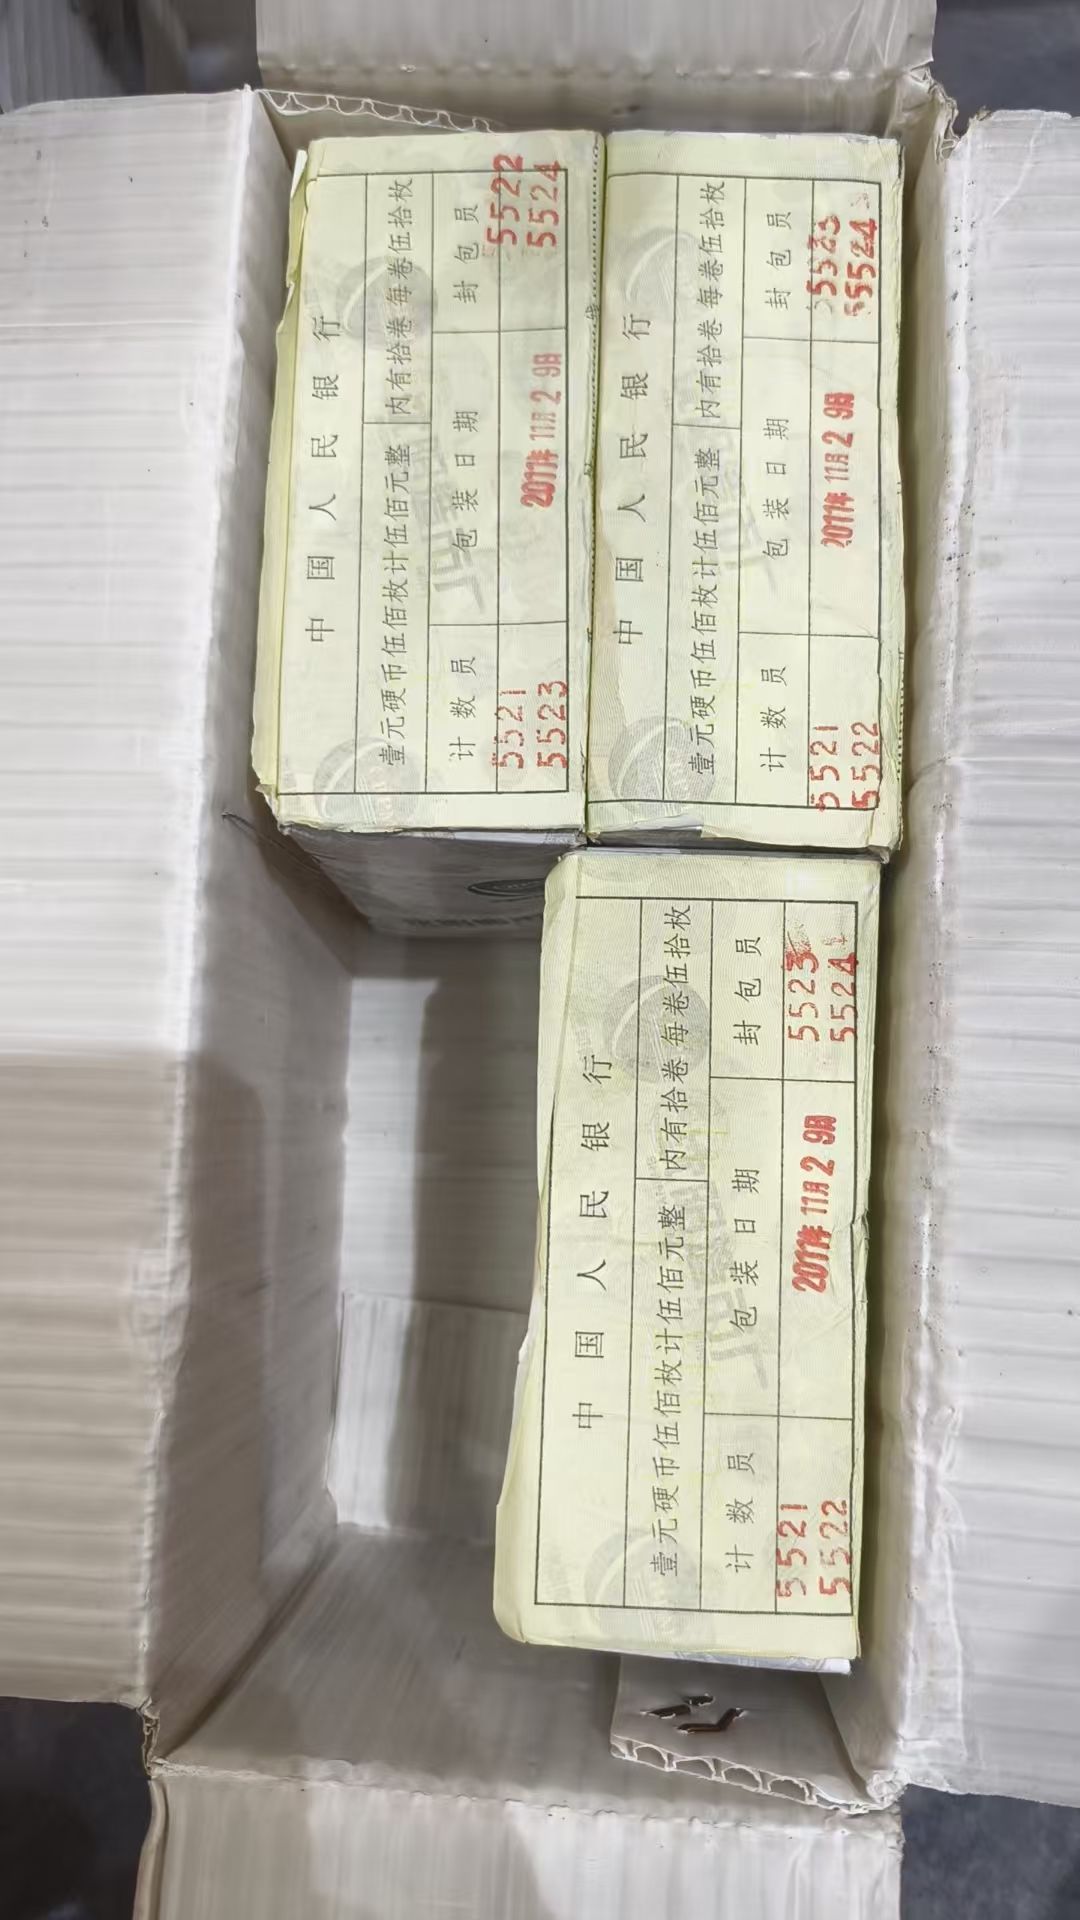 中国人民银行
壹元硬币伍佰枚计伍佰元整 内有拾卷每卷伍拾枚
计数员 包装日期 封包员
5521 5522
5523 2011年11月29日 5524
中国人民银行
壹元硬币伍佰枚计伍佰元整 内有拾卷每卷伍拾枚
计数员 包装日期 封包员
5521 5523
5522 2011年11月29日 5524
中国人民银行
壹元硬币伍佰枚计伍佰元整 内有拾卷每卷伍拾枚
计数员 包装日期 封包员
5521 5523
5522 2011年11月29日 5524